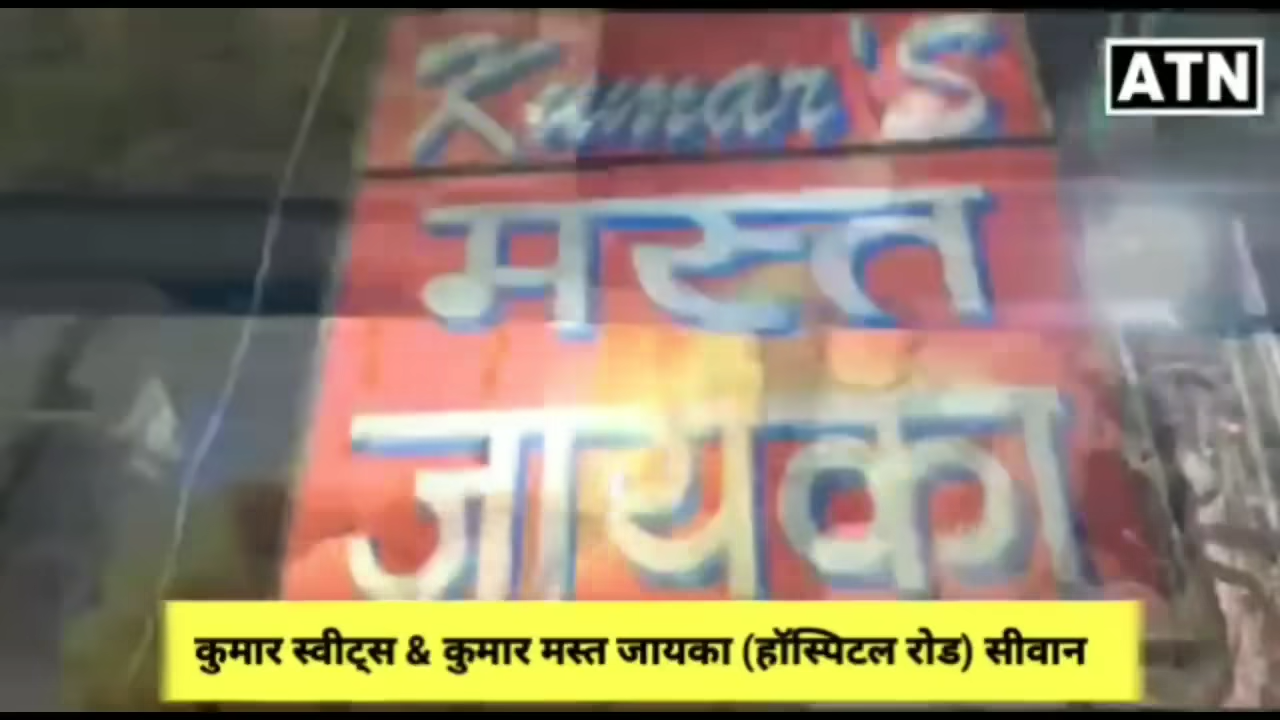 ATN
Kumar's
मस्त
जायका
कुमार स्वीट्स & कुमार मस्त जायका (हॉस्पिटल रोड) सीवान